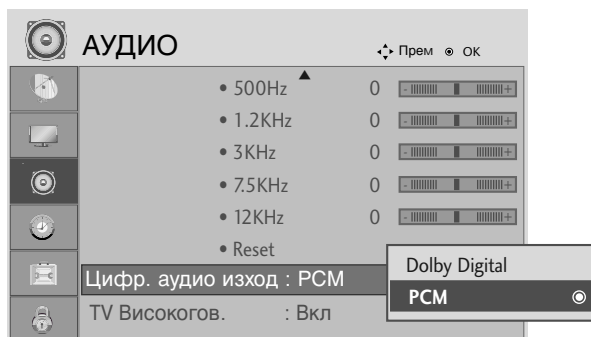 АУДИО
Прем OK
• 500Hz 0 - +
• 1.2KHz 0 - +
• 3KHz 0 - +
• 7.5KHz 0 - +
• 12KHz 0 - +
• Reset
Цифр. аудио изход : PCM
TV Високогов. : Вкл
Dolby Digital
PCM